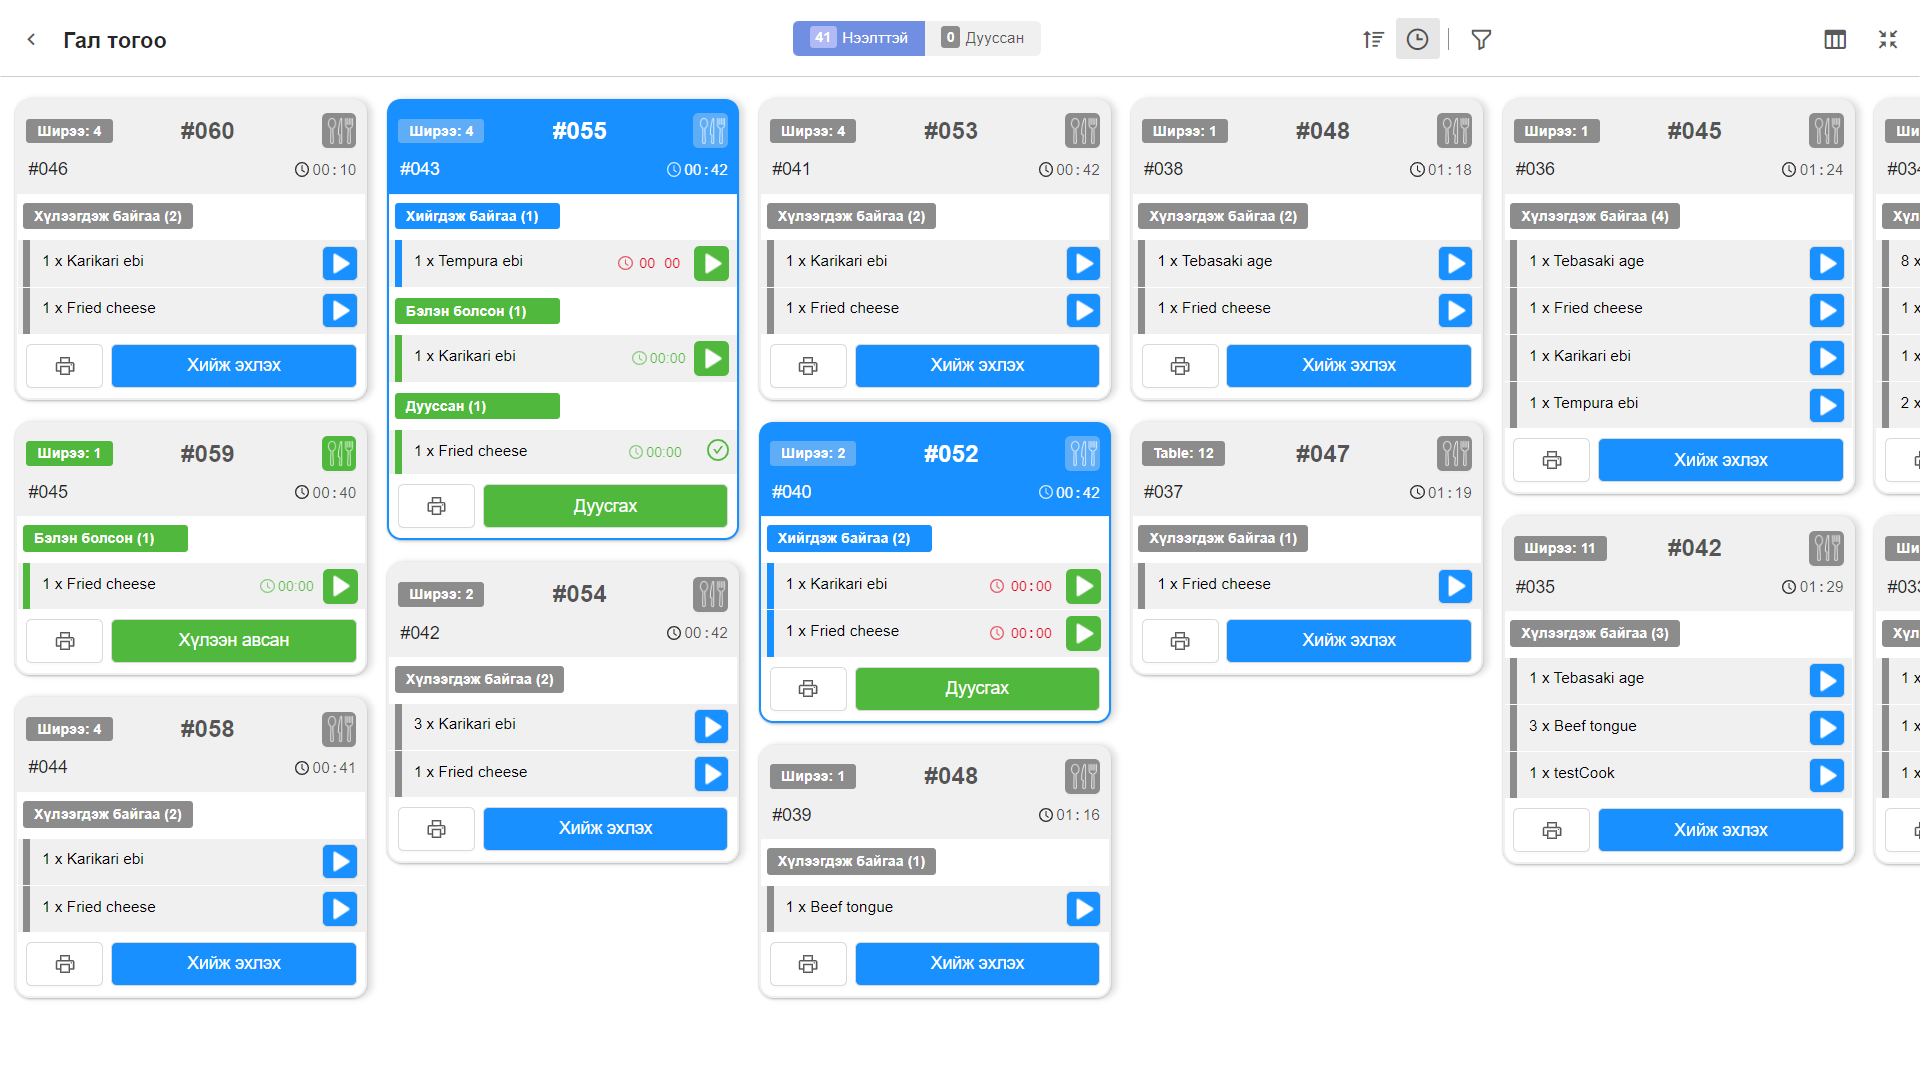 Гал тогоо
41 Нээлттэй
0 Дууссан
Ширээ: 4 #060
#046 00:10
Хүлээгдэж байгаа (2)
1 x Karikari ebi
1 x Fried cheese
Хийж эхлэх
Ширээ: 1 #059
#045 00:40
Бэлэн болсон (1)
1 x Fried cheese 00:00
Хүлээн авсан
Ширээ: 4 #058
#044 00:41
Хүлээгдэж байгаа (2)
1 x Karikari ebi
1 x Fried cheese
Хийж эхлэх
Ширээ: 4 #055
#043 00:42
Хийгдэж байгаа (1)
1 x Tempura ebi 00 00
Бэлэн болсон (1)
1 x Karikari ebi 00:00
Дууссан (1)
1 x Fried cheese 00:00
Дуусгах
Ширээ: 2 #054
#042 00:42
Хүлээгдэж байгаа (2)
3 x Karikari ebi
1 x Fried cheese
Хийж эхлэх
Ширээ: 4 #053
#041 00:42
Хүлээгдэж байгаа (2)
1 x Karikari ebi
1 x Fried cheese
Хийж эхлэх
Ширээ: 2 #052
#040 00:42
Хийгдэж байгаа (2)
1 x Karikari ebi 00:00
1 x Fried cheese 00:00
Дуусгах
Ширээ: 1 #048
#039 01:16
Хүлээгдэж байгаа (1)
1 x Beef tongue
Хийж эхлэх
Ширээ: 1 #048
#038 01:18
Хүлээгдэж байгаа (2)
1 x Tebasaki age
1 x Fried cheese
Хийж эхлэх
Table: 12 #047
#037 01:19
Хүлээгдэж байгаа (1)
1 x Fried cheese
Хийж эхлэх
Ширээ: 1 #045
#036 01:24
Хүлээгдэж байгаа (4)
1 x Tebasaki age
1 x Fried cheese
1 x Karikari ebi
1 x Tempura ebi
Хийж эхлэх
Ширээ: 11 #042
#035 01:29
Хүлээгдэж байгаа (3)
1 x Tebasaki age
3 x Beef tongue
1 x testCook
Хийж эхлэх
#034
8 x
1 x
1 x
2 x
1 x
1 x
1 x